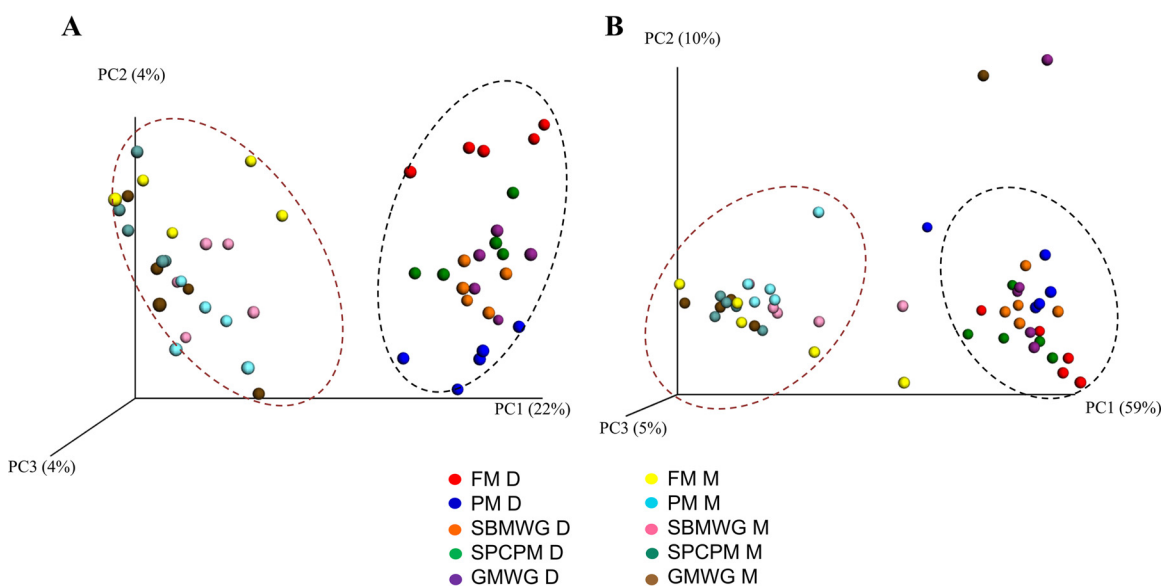 A
B
PC2 (4%)
PC2 (10%)
PC1 (22%)
PC1 (59%)
PC3 (4%)
PC3 (5%)
FM D
PM D
SBMWG D
SPCPM D
GMWG D
FM M
PM M
SBMWG M
SPCPM M
GMWG M